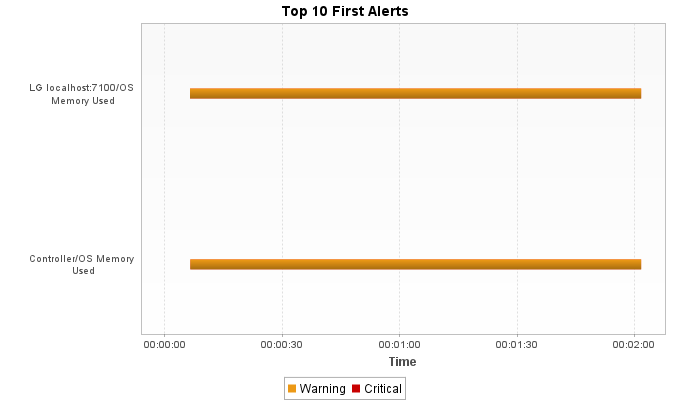 Top 10 First Alerts
LG localhost:7100/OS
Memory Used
Controller/OS Memory
Used
00:00:00 00:00:30 00:01:00 00:01:30 00:02:00
Time
Warning Critical